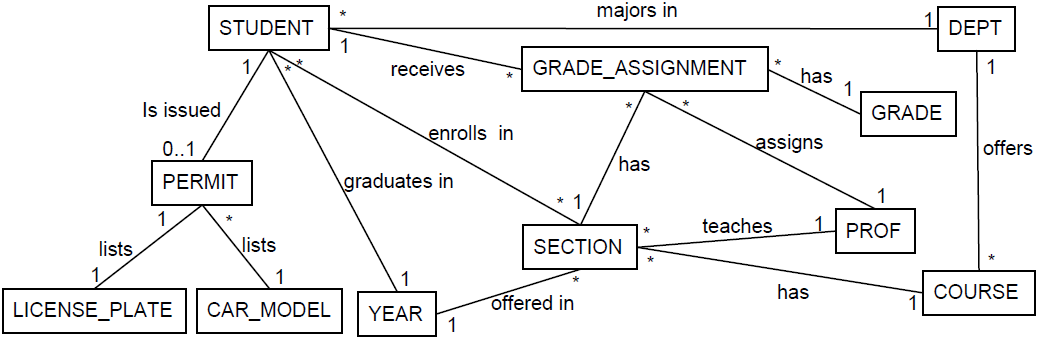 majors in
STUDENT * 1 DEPT
1 receives * GRADE_ASSIGNMENT * has 1 GRADE 1
1 * *
Is issued enrolls in * * assigns offers
0..1 has
PERMIT graduates in
1 * * 1 1
lists lists SECTION * teaches 1 PROF
1 1 1 * * has 1 COURSE *
LICENSE_PLATE CAR_MODEL YEAR 1 offered in